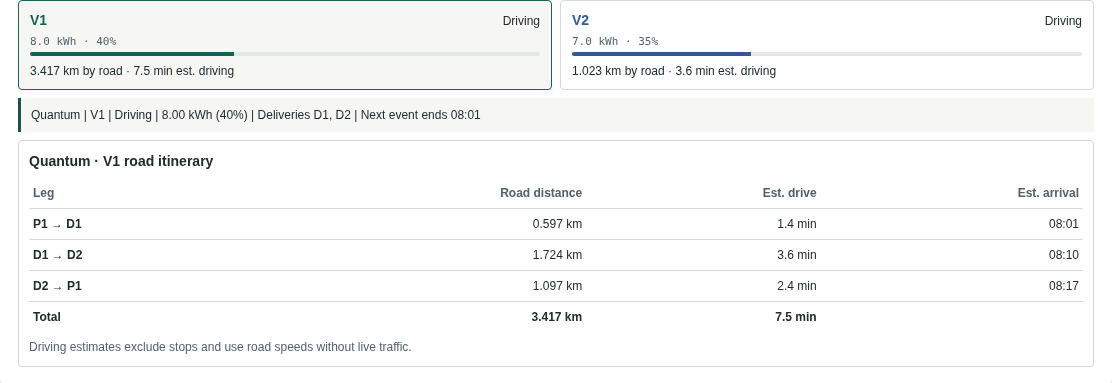 V1 Driving
8.0 kWh · 40%
3.417 km by road · 7.5 min est. driving
V2 Driving
7.0 kWh · 35%
1.023 km by road · 3.6 min est. driving
Quantum | V1 | Driving | 8.00 kWh (40%) | Deliveries D1, D2 | Next event ends 08:01
Quantum · V1 road itinerary
Leg Road distance Est. drive Est. arrival
P1 → D1 0.597 km 1.4 min 08:01
D1 → D2 1.724 km 3.6 min 08:10
D2 → P1 1.097 km 2.4 min 08:17
Total 3.417 km 7.5 min
Driving estimates exclude stops and use road speeds without live traffic.